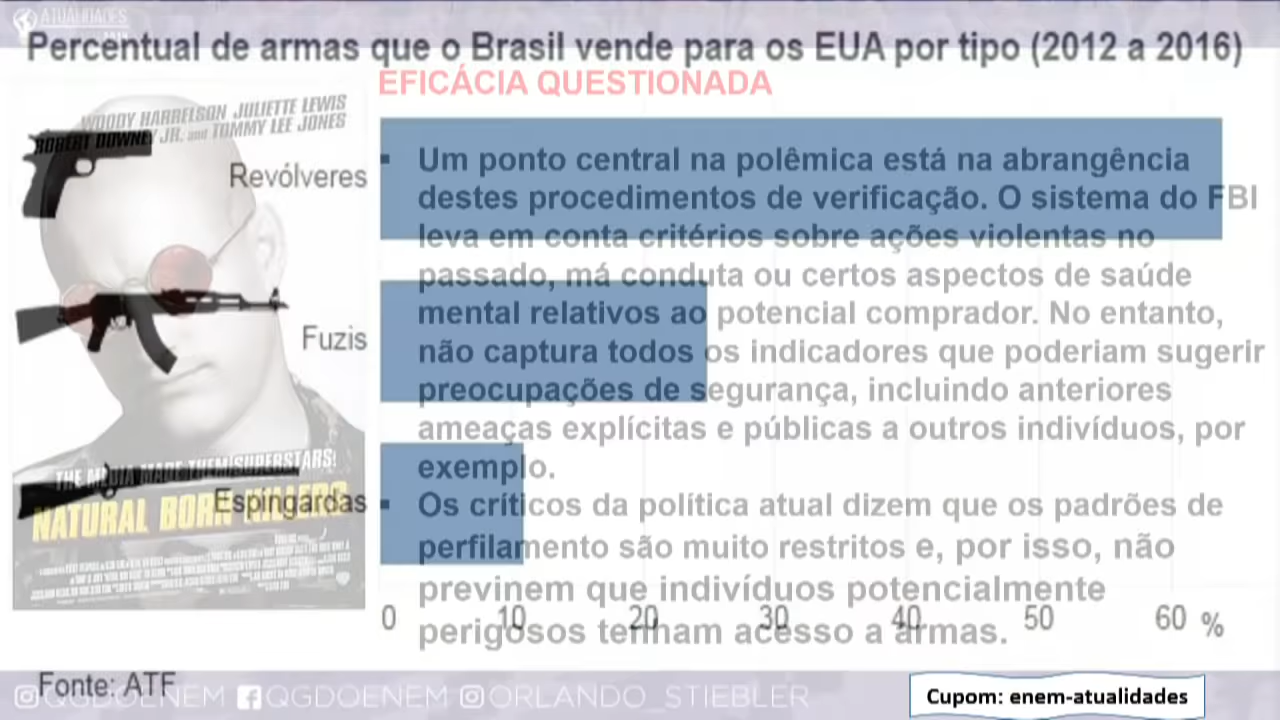 ATUALIDADES
Percentual de armas que o Brasil vende para os EUA por tipo (2012 a 2016)
EFICÁCIA QUESTIONADA
WOODY HARRELSON JULIETTE LEWIS
ROBERT DOWNEY JR. and TOMMY LEE JONES
Revólveres
Fuzis
THE MEDIA MADE THEM SUPERSTARS!
Espingardas
NATURAL BORN KILLERS
▪ Um ponto central na polêmica está na abrangência
destes procedimentos de verificação. O sistema do FBI
leva em conta critérios sobre ações violentas no
passado, má conduta ou certos aspectos de saúde
mental relativos ao potencial comprador. No entanto,
não captura todos os indicadores que poderiam sugerir
preocupações de segurança, incluindo anteriores
ameaças explícitas e públicas a outros indivíduos, por
exemplo.
▪ Os críticos da política atual dizem que os padrões de
perfilamento são muito restritos e, por isso, não
previnem que indivíduos potencialmente
perigosos tenham acesso a armas.
0 10 20 30 40 50 60 %
Fonte: ATF
QGDOENEM QGDOENEM ORLANDO_STIEBLER
Cupom: enem-atualidades